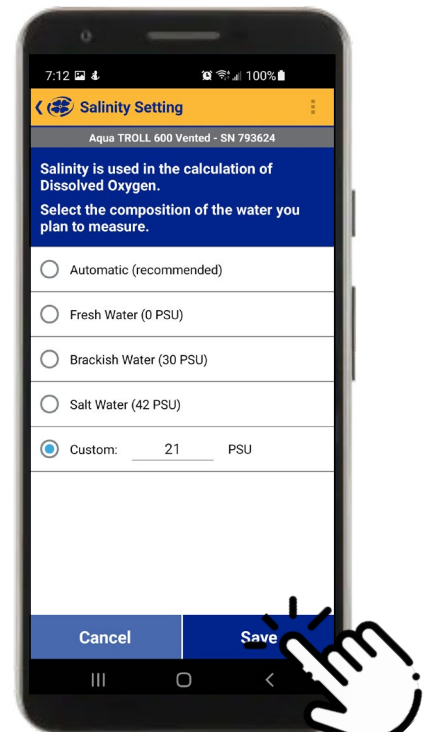 7:12 100%
Salinity Setting
Aqua TROLL 600 Vented - SN 793624
Salinity is used in the calculation of
Dissolved Oxygen.
Select the composition of the water you
plan to measure.
Automatic (recommended)
Fresh Water (0 PSU)
Brackish Water (30 PSU)
Salt Water (42 PSU)
Custom: 21 PSU
Cancel Save